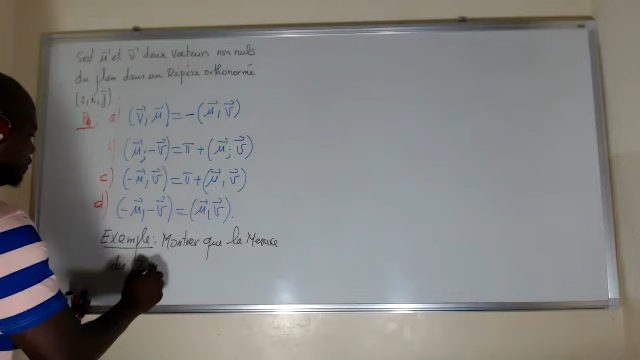 Soit u⃗ et v⃗ deux vecteurs non nuls
du plan dans un Repère orthonormé
(o, i⃗, j⃗)
a) (v⃗, u⃗) = -(u⃗, v⃗)
(u⃗; -v⃗) = π + (u⃗; v⃗)
c) (-u⃗, v⃗) = π + (u⃗, v⃗)
d) (-u⃗; -v⃗) = (u⃗, v⃗).
Exemple: Montrer que la Mesure